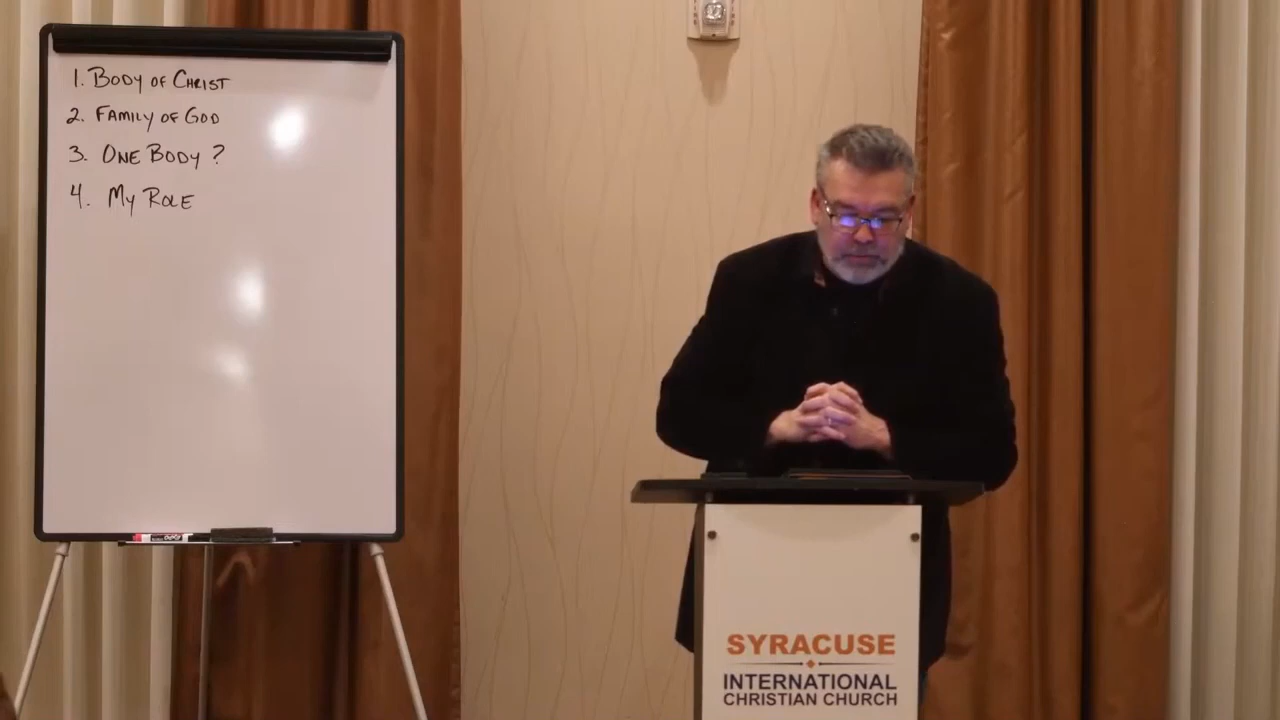 1. Body of Christ
2. Family of God
3. One Body ?
4. My Role
SYRACUSE
INTERNATIONAL
CHRISTIAN CHURCH